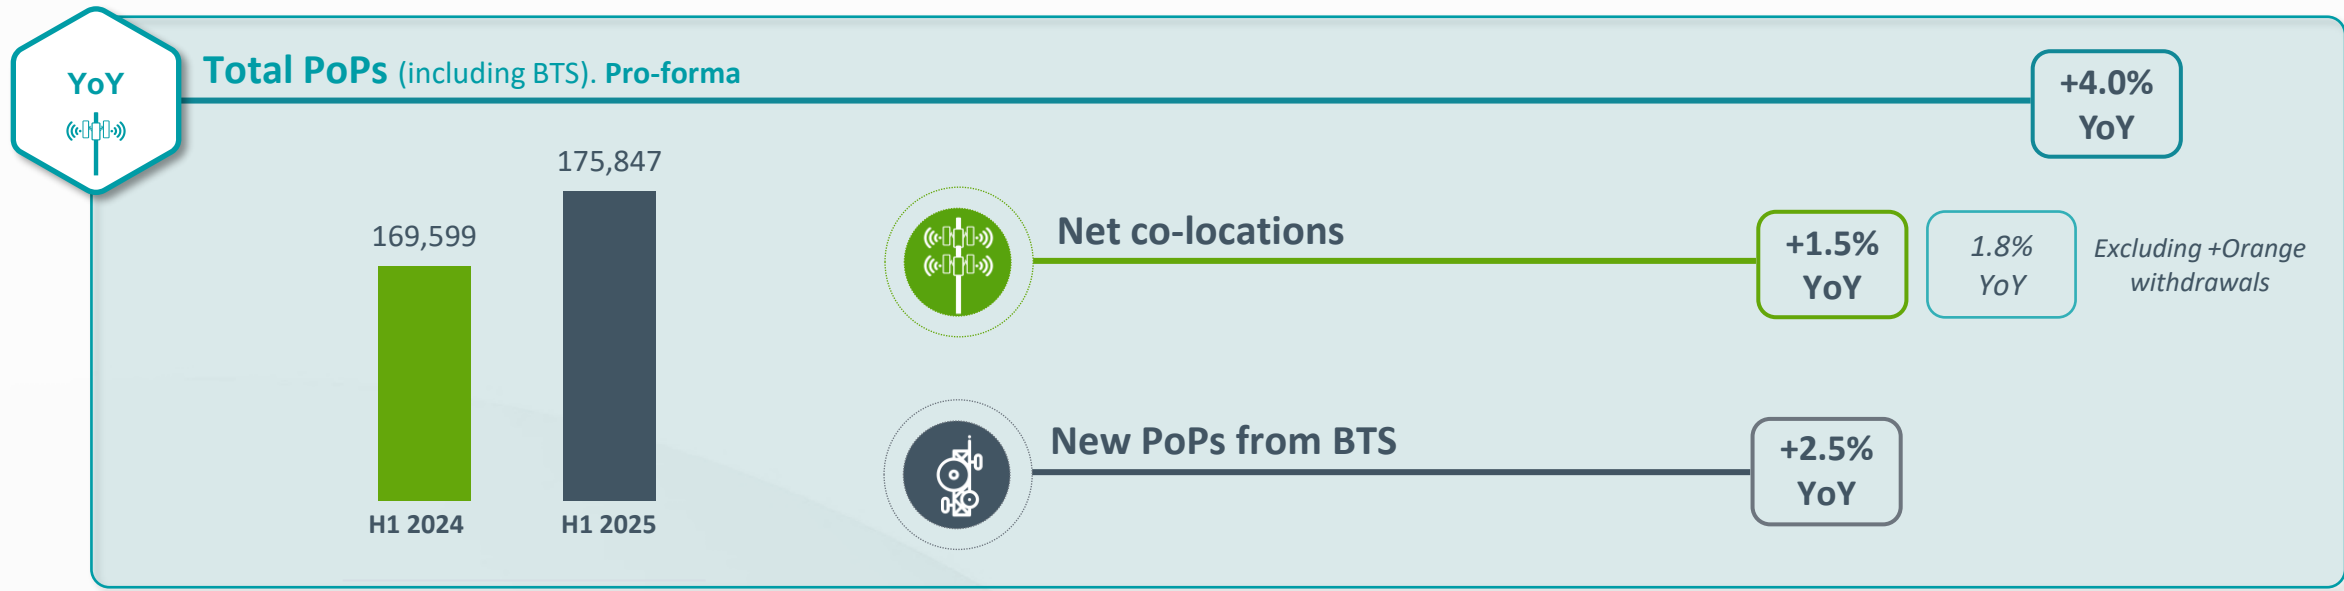 YoY
Total PoPs (including BTS). Pro-forma
+4.0%
YoY
169,599
175,847
H1 2024
H1 2025
Net co-locations
+1.5%
YoY
1.8%
YoY
Excluding +Orange
withdrawals
New PoPs from BTS
+2.5%
YoY